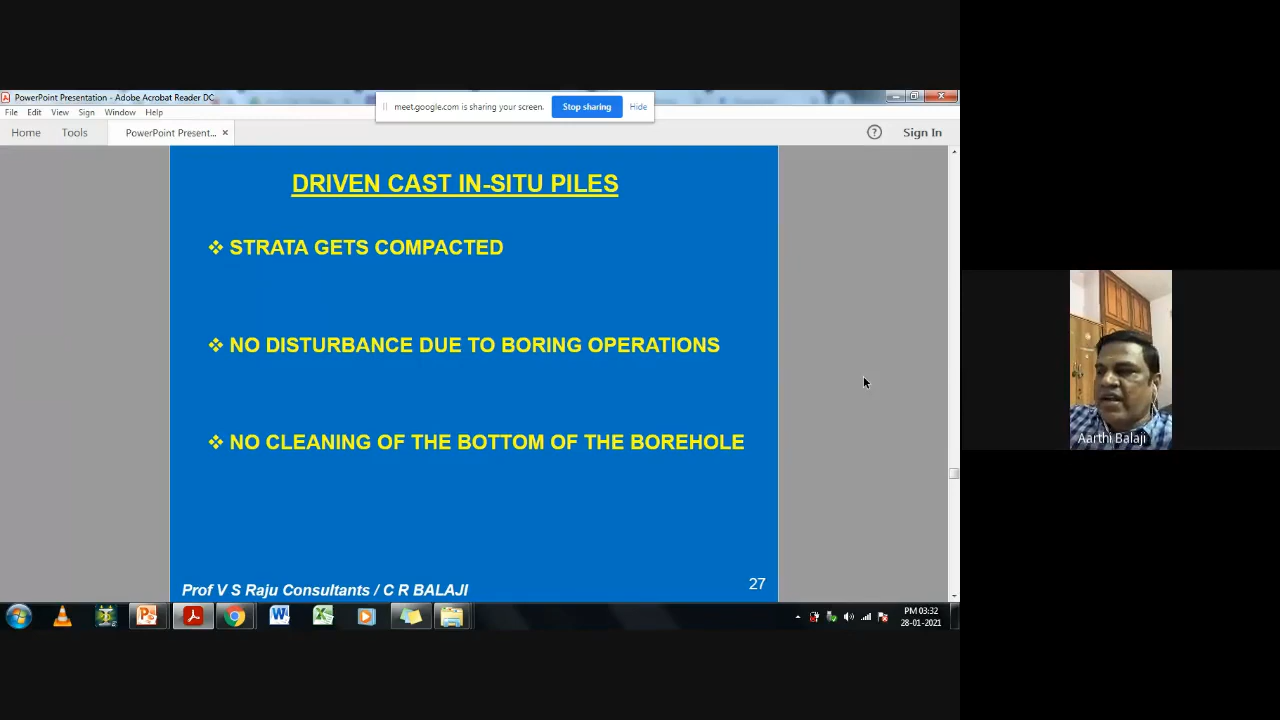 PowerPoint Presentation - Adobe Acrobat Reader DC
meet.google.com is sharing your screen.
Stop sharing
Hide
File Edit View Sign Window Help
Home Tools PowerPoint Present... × Sign In
DRIVEN CAST IN-SITU PILES
❖ STRATA GETS COMPACTED
❖ NO DISTURBANCE DUE TO BORING OPERATIONS
❖ NO CLEANING OF THE BOTTOM OF THE BOREHOLE
Prof V S Raju Consultants / C R BALAJI
27
Aarthi Balaji
PM 03:32
28-01-2021